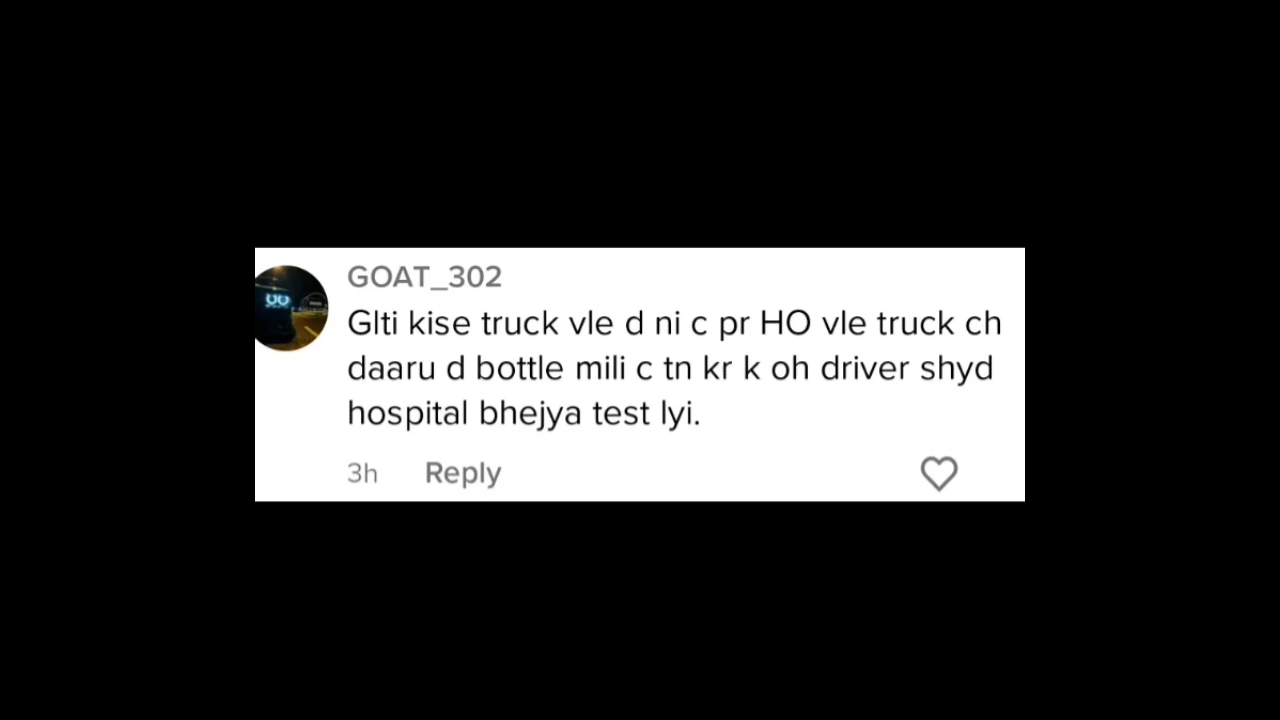 GOAT_302
Glti kise truck vle d ni c pr HO vle truck ch
daaru d bottle mili c tn kr k oh driver shyd
hospital bhejya test lyi.
3h Reply